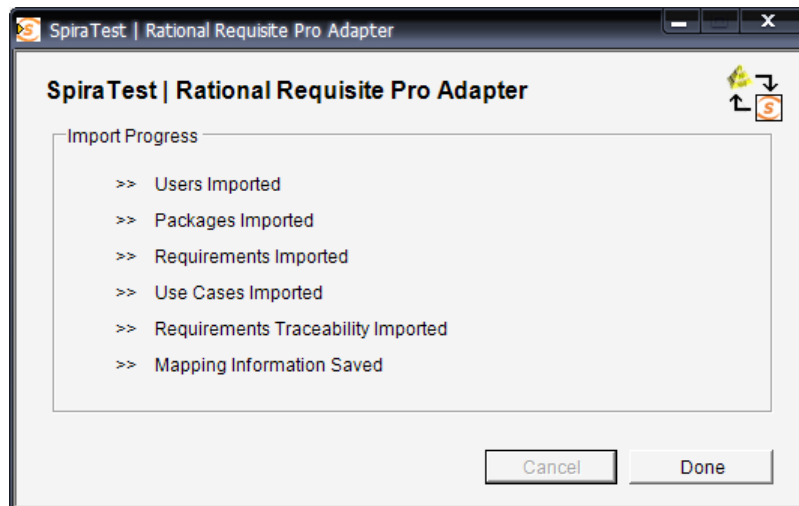 SpiraTest | Rational Requisite Pro Adapter
SpiraTest | Rational Requisite Pro Adapter
Import Progress
>> Users Imported
>> Packages Imported
>> Requirements Imported
>> Use Cases Imported
>> Requirements Traceability Imported
>> Mapping Information Saved
Cancel Done